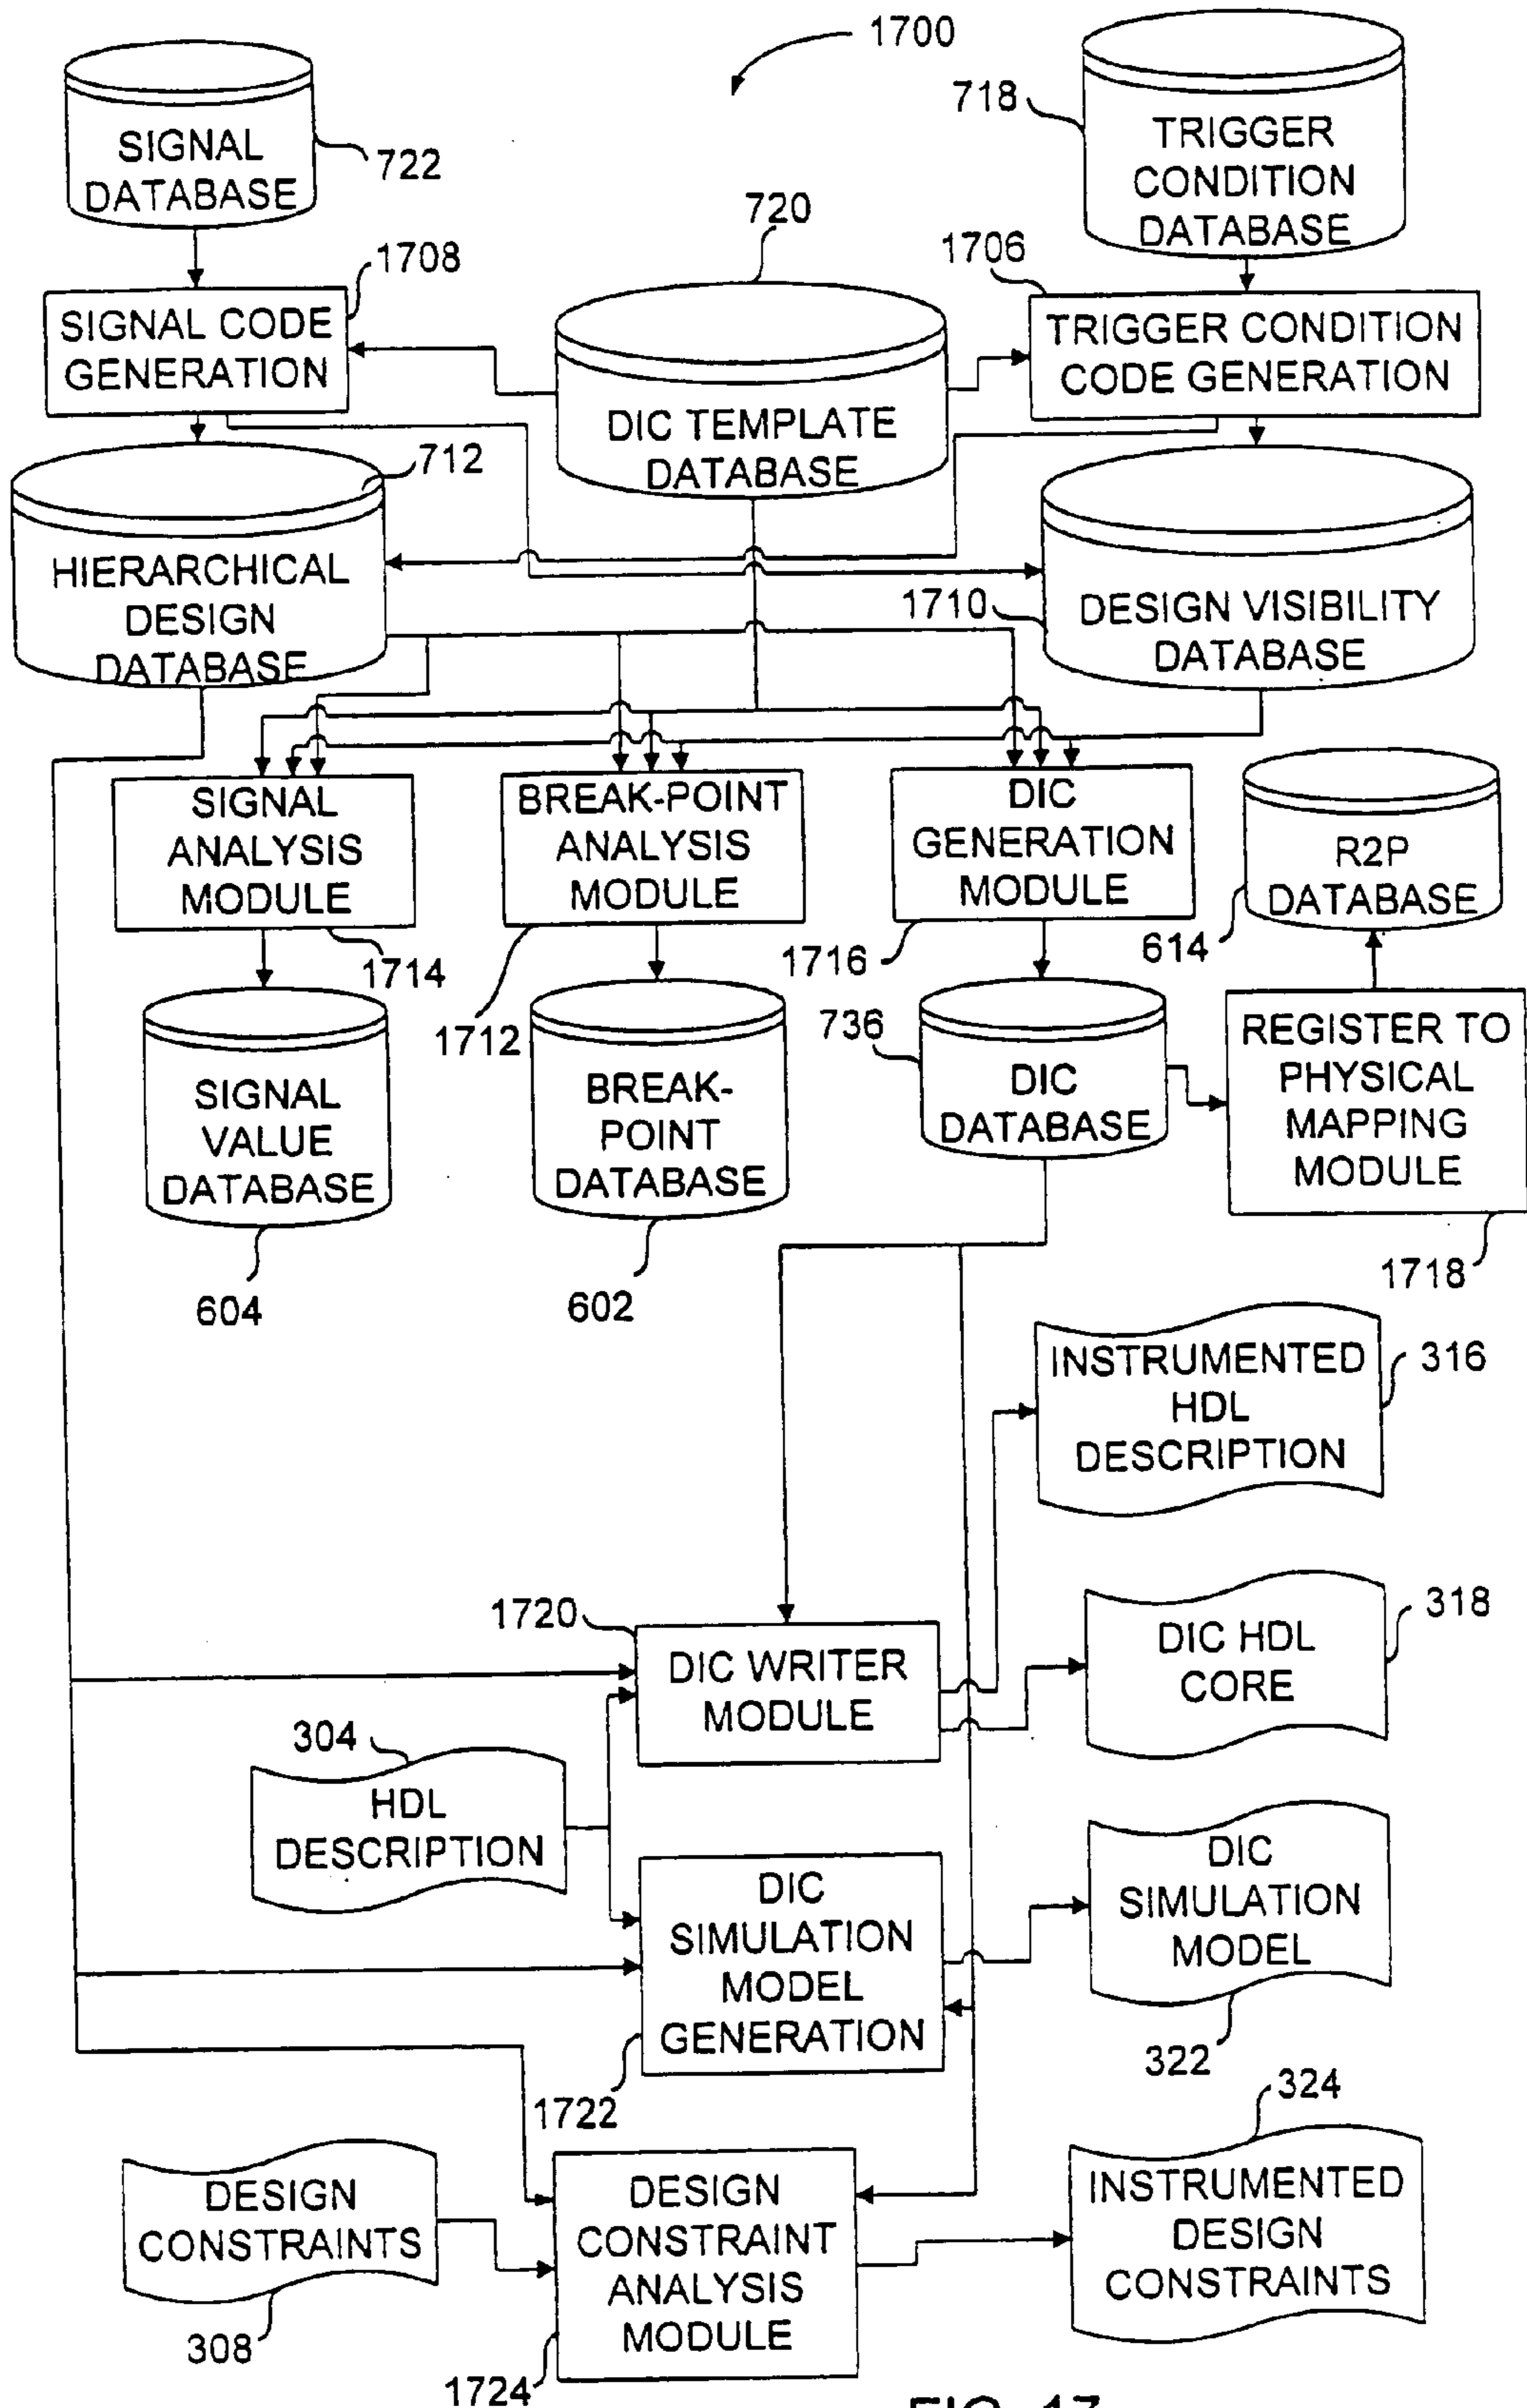 1700
SIGNAL
DATABASE
722
718
TRIGGER
CONDITION
DATABASE
720
1708
1706
SIGNAL CODE
GENERATION
DIC TEMPLATE
DATABASE
TRIGGER CONDITION
CODE GENERATION
712
HIERARCHICAL
DESIGN
DATABASE
1710
DESIGN VISIBILITY
DATABASE
SIGNAL
ANALYSIS
MODULE
1714
BREAK-POINT
ANALYSIS
MODULE
1712
DIC
GENERATION
MODULE
1716
R2P
DATABASE
614
SIGNAL
VALUE
DATABASE
604
BREAK-
POINT
DATABASE
602
736
DIC
DATABASE
REGISTER TO
PHYSICAL
MAPPING
MODULE
1718
INSTRUMENTED
HDL
DESCRIPTION
316
1720
DIC WRITER
MODULE
DIC HDL
CORE
318
304
HDL
DESCRIPTION
DIC
SIMULATION
MODEL
GENERATION
1722
DIC
SIMULATION
MODEL
322
DESIGN
CONSTRAINTS
308
DESIGN
CONSTRAINT
ANALYSIS
MODULE
1724
324
INSTRUMENTED
DESIGN
CONSTRAINTS
FIG. 17